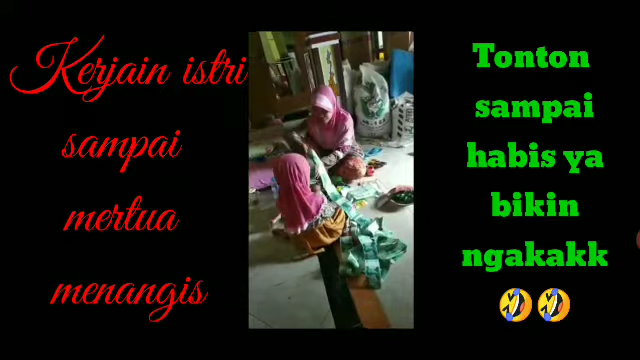 Kerjain istri
sampai
mertua
menangis
Tonton
sampai
habis ya
bikin
ngakakk
🤣🤣